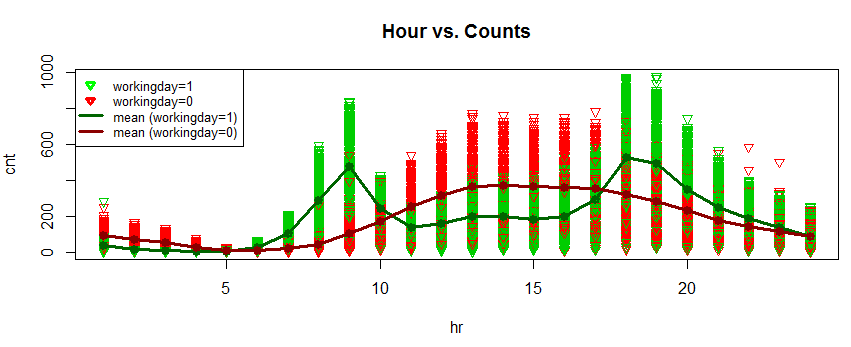 Hour vs. Counts
cnt
1000
600
200
0
workingday=1
workingday=0
mean (workingday=1)
mean (workingday=0)
5 10 15 20
hr